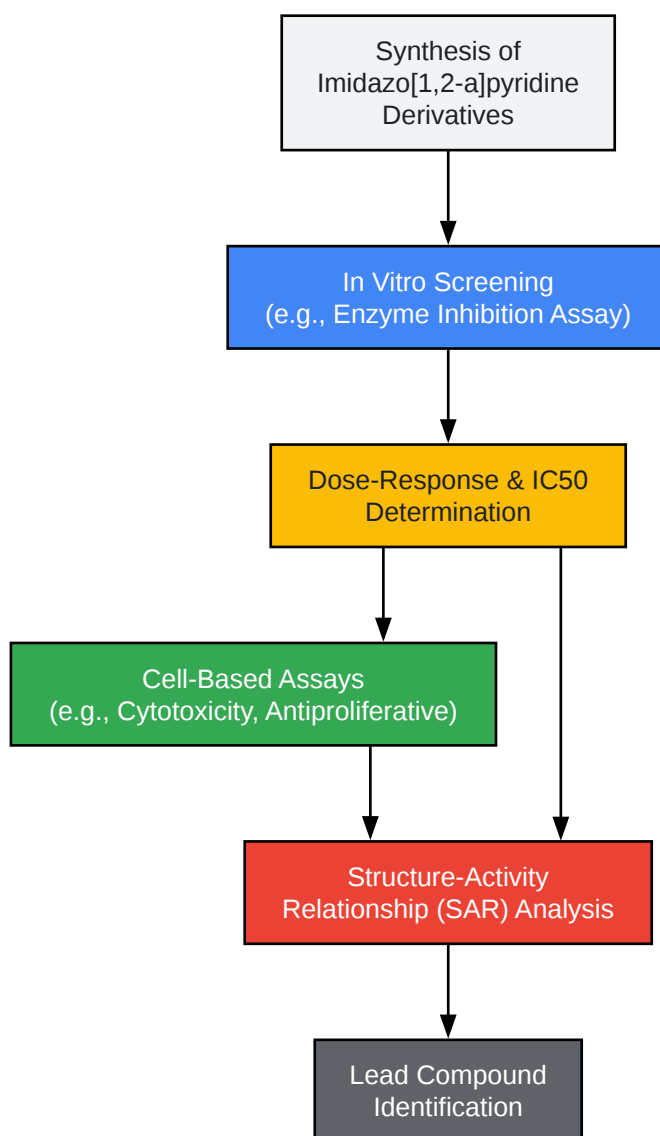 Synthesis of
Imidazo[1,2-a]pyridine
Derivatives
In Vitro Screening
(e.g., Enzyme Inhibition Assay)
Dose-Response & IC50
Determination
Cell-Based Assays
(e.g., Cytotoxicity, Antiproliferative)
Structure-Activity
Relationship (SAR) Analysis
Lead Compound
Identification